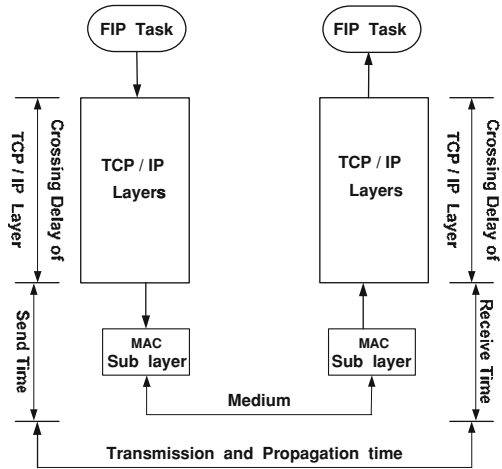 FIP Task
FIP Task
Crossing Delay of
TCP / IP Layer
TCP / IP
Layers
TCP / IP
Layers
Crossing Delay of
TCP / IP Layer
Send Time
MAC
Sub layer
MAC
Sub layer
Receive Time
Medium
Transmission and Propagation time